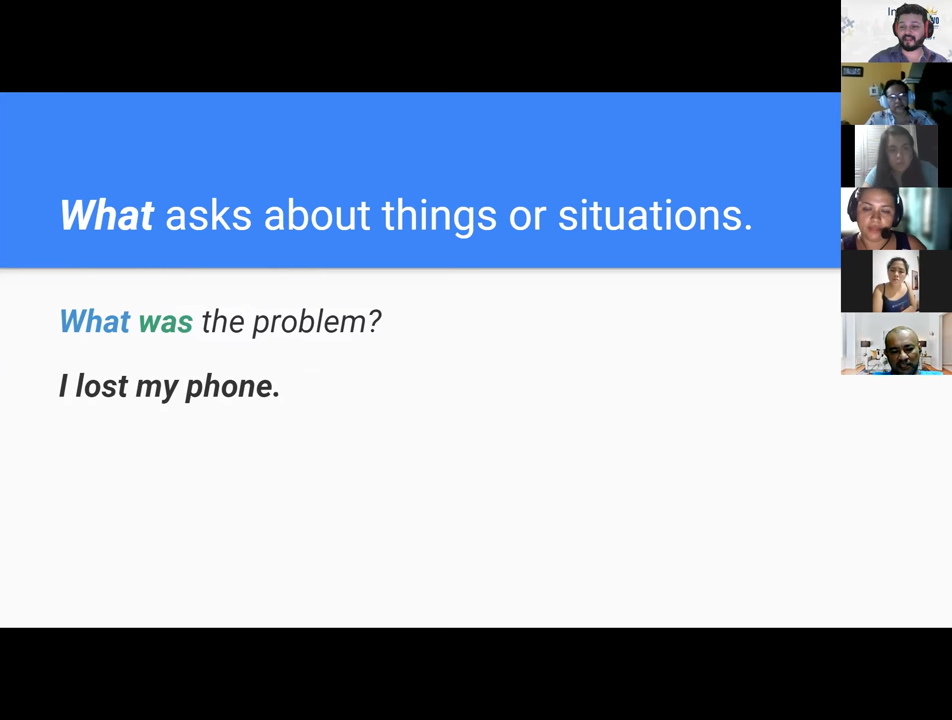 What asks about things or situations.
What was the problem?
I lost my phone.